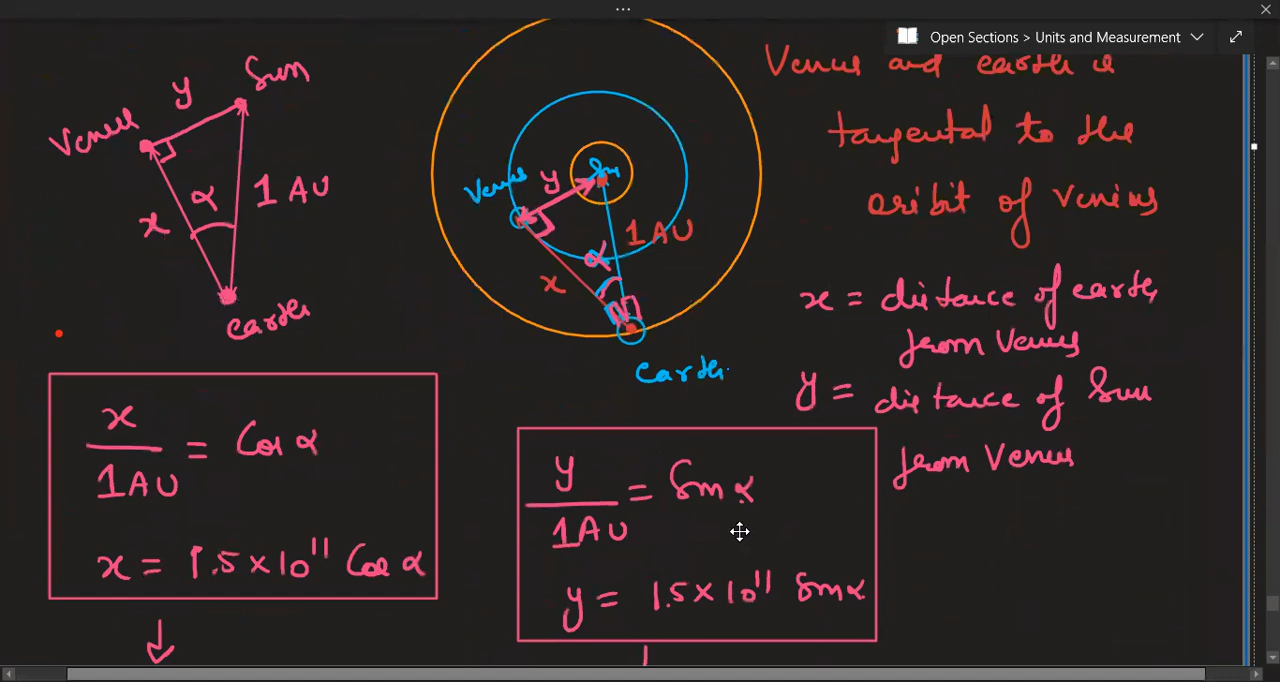 Open Sections > Units and Measurement
Venus and earth is
tangental to the
orbit of Venius
Sun
y
Venus
α
1 AU
x
earth
Sun
Venus
y
1 AU
α
x
earth
x = distance of earth
from Venus
y = distance of Sun
from Venus
x
1AU
= Cos α
x = 1.5 × 10¹¹ Cos α
y
1AU
= Sin α
y = 1.5 × 10¹¹ Sin α